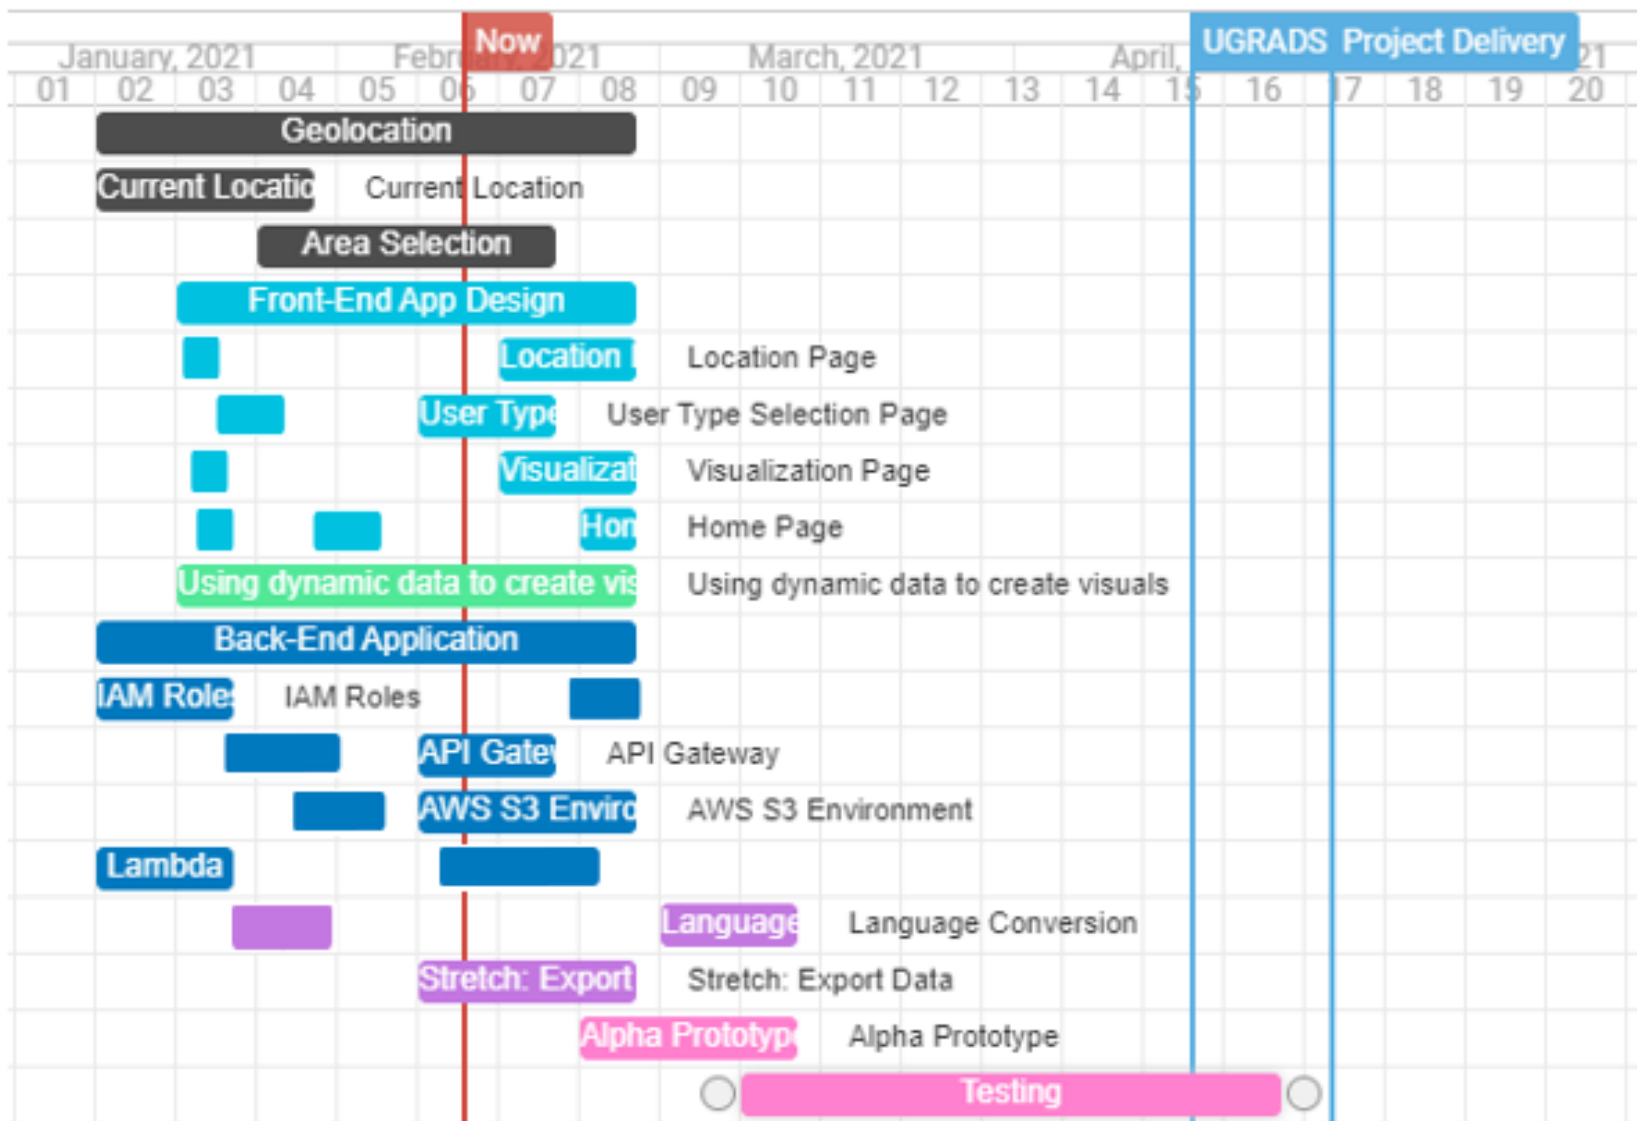 Now
UGRADS Project Delivery
January, 2021 February, 2021 March, 2021 April, 21
01 02 03 04 05 06 07 08 09 10 11 12 13 14 15 16 17 18 19 20
Geolocation
Current Locatio Current Location
Area Selection
Front-End App Design
Location Location Page
User Type User Type Selection Page
Visualizat Visualization Page
Hom Home Page
Using dynamic data to create vis Using dynamic data to create visuals
Back-End Application
IAM Roles IAM Roles
API Gatew API Gateway
AWS S3 Enviro AWS S3 Environment
Lambda
Language Language Conversion
Stretch: Export Stretch: Export Data
Alpha Prototype Alpha Prototype
Testing